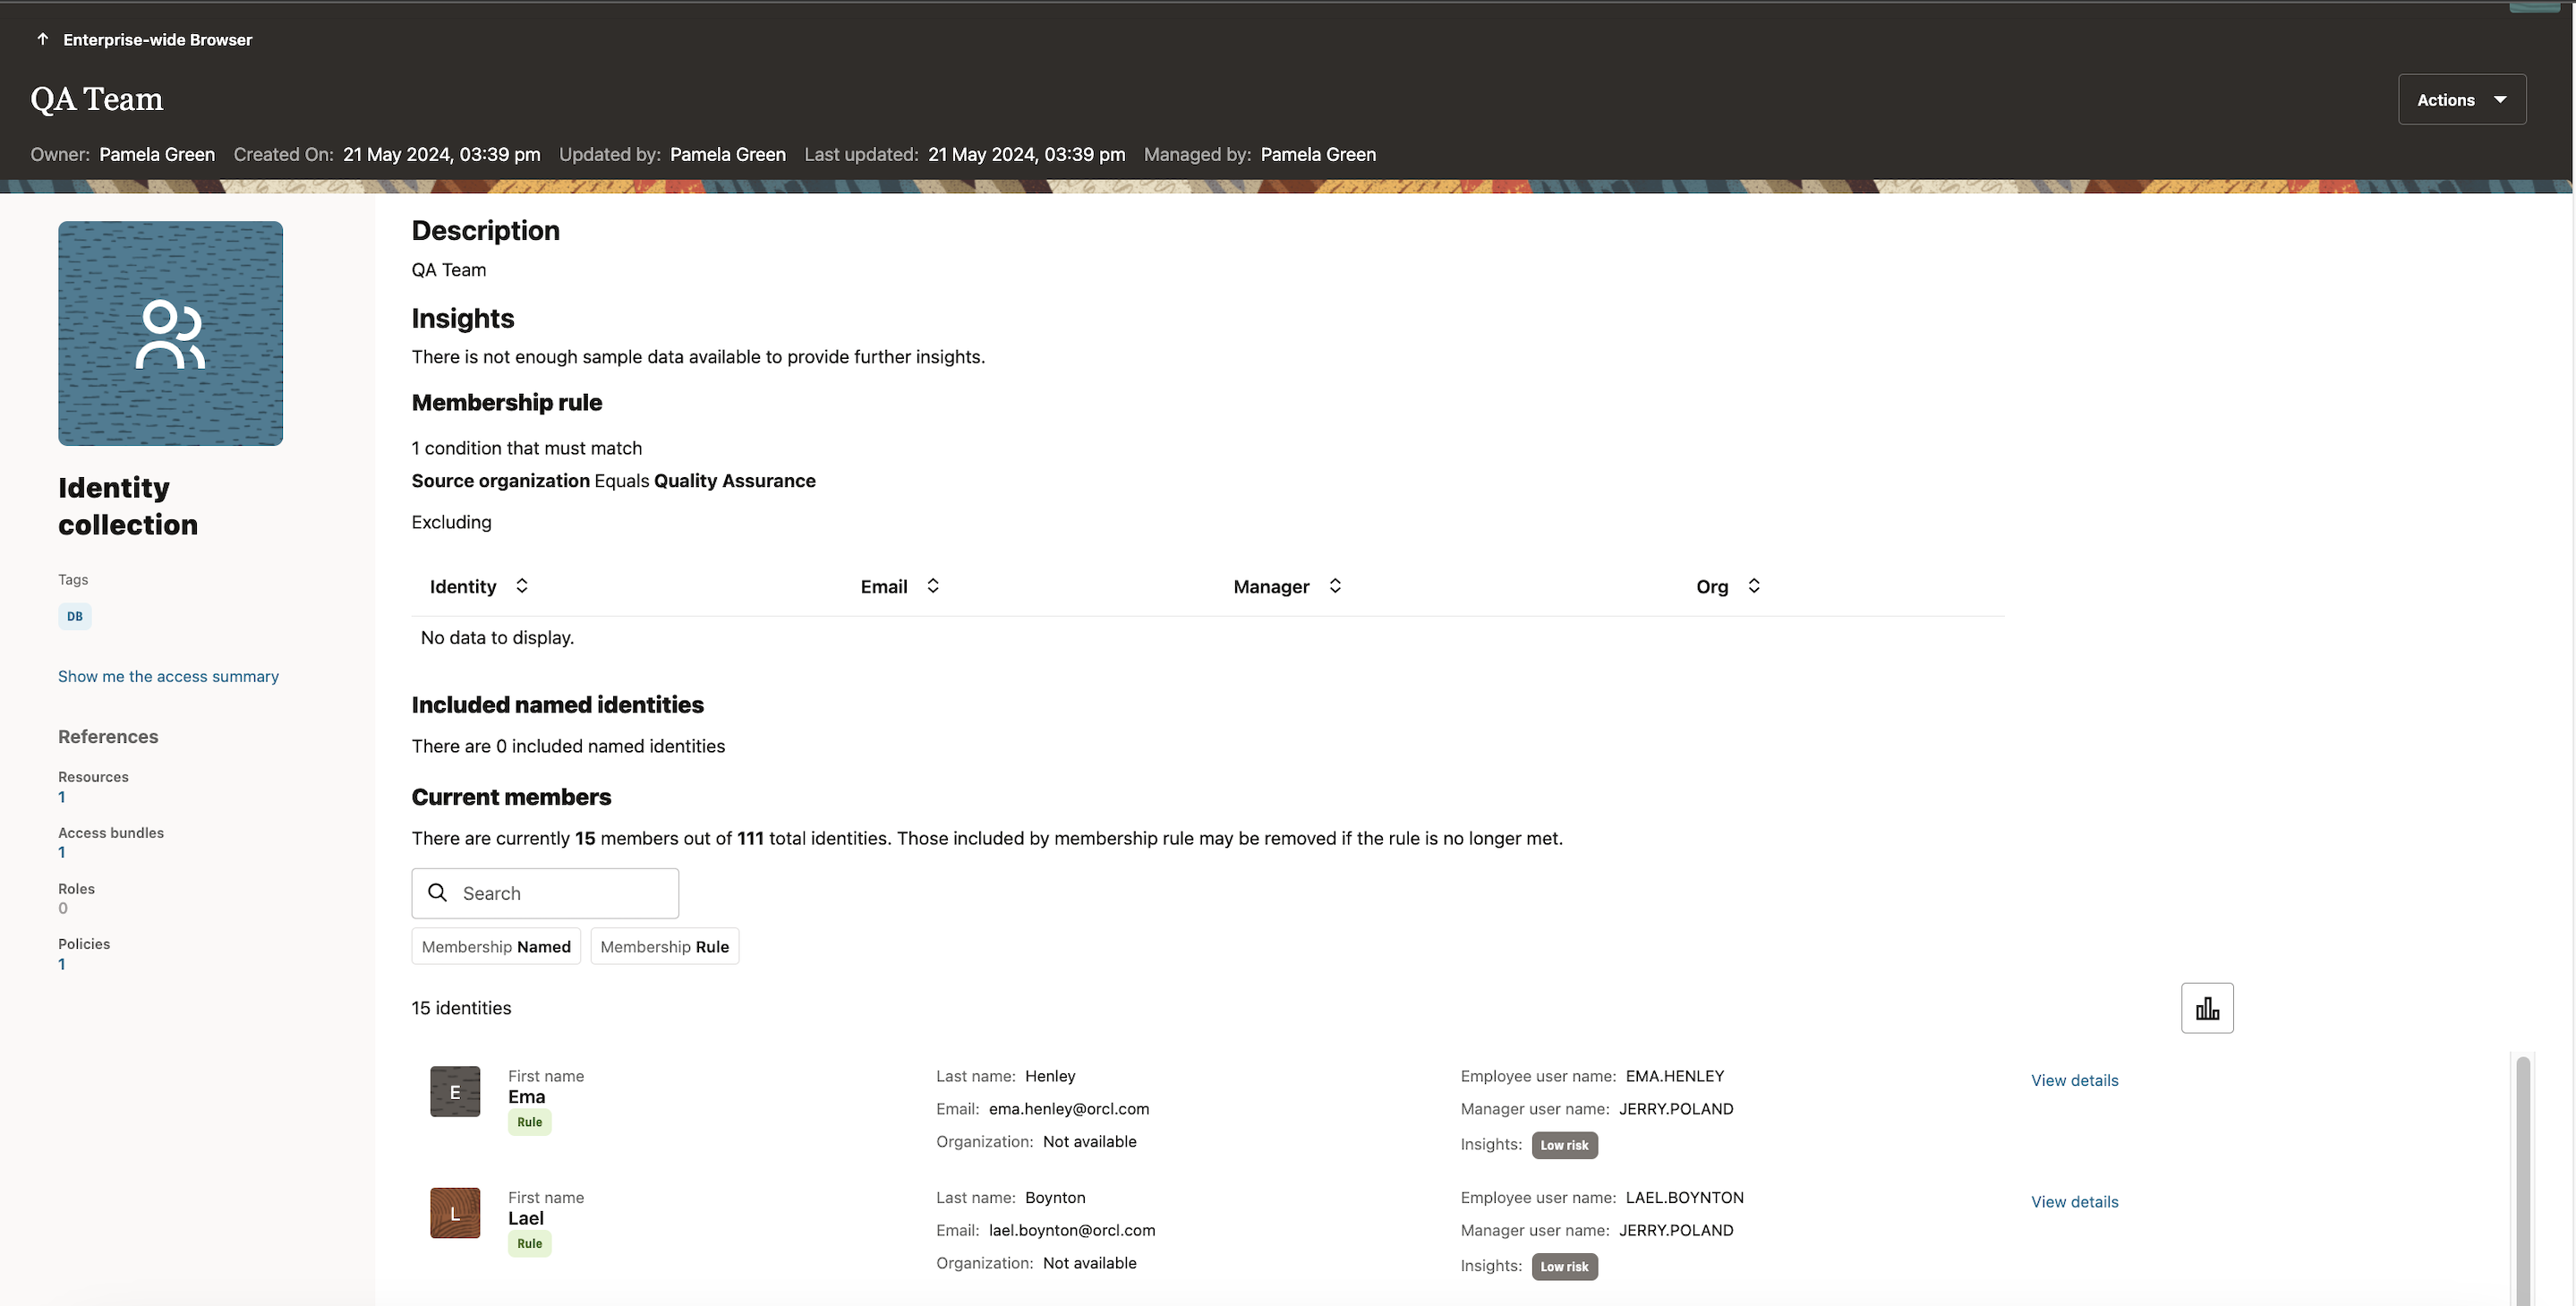 Enterprise-wide Browser
QA Team
Actions
Owner: Pamela Green Created On: 21 May 2024, 03:39 pm Updated by: Pamela Green Last updated: 21 May 2024, 03:39 pm Managed by: Pamela Green
Identity
collection
Tags
DB
Show me the access summary
References
Resources
1
Access bundles
1
Roles
0
Policies
1
Description
QA Team
Insights
There is not enough sample data available to provide further insights.
Membership rule
1 condition that must match
Source organization Equals Quality Assurance
Excluding
Identity Email Manager Org
No data to display.
Included named identities
There are 0 included named identities
Current members
There are currently 15 members out of 111 total identities. Those included by membership rule may be removed if the rule is no longer met.
Search
Membership Named Membership Rule
15 identities
E
First name
Ema
Rule
Last name: Henley
Email: ema.henley@orcl.com
Organization: Not available
Employee user name: EMA.HENLEY
Manager user name: JERRY.POLAND
Insights: Low risk
View details
L
First name
Lael
Rule
Last name: Boynton
Email: lael.boynton@orcl.com
Organization: Not available
Employee user name: LAEL.BOYNTON
Manager user name: JERRY.POLAND
Insights: Low risk
View details